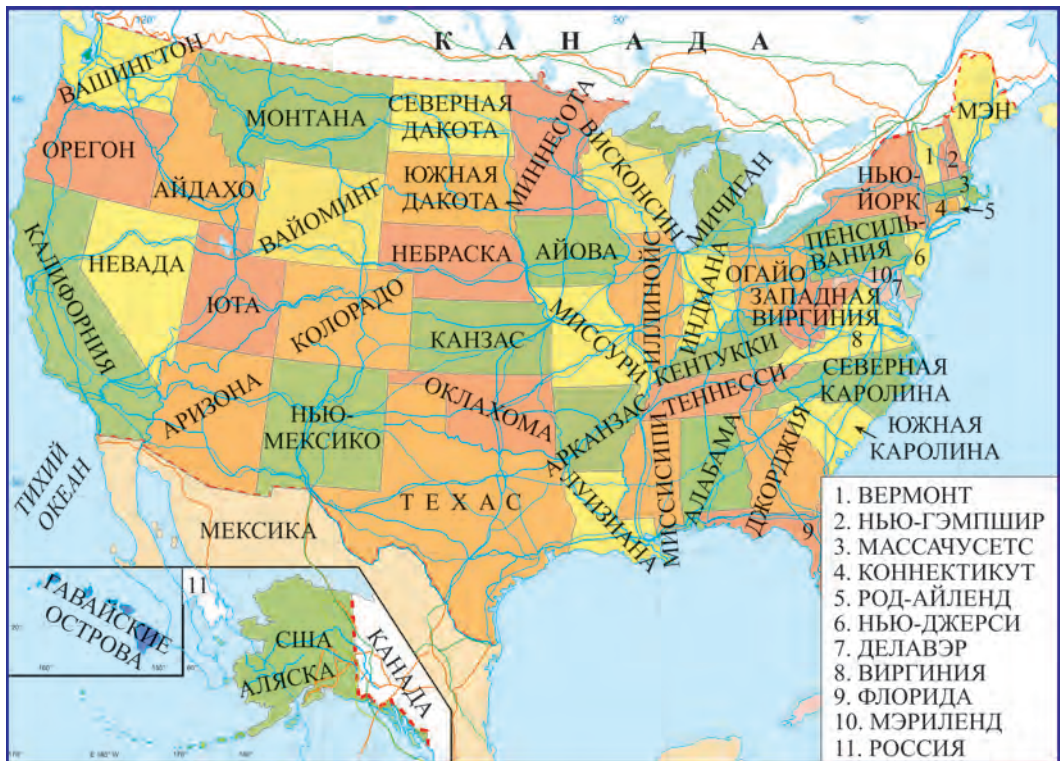 К А Н А Д А
ВАШИНГТОН
МОНТАНА
СЕВЕРНАЯ
ДАКОТА
МИННЕСОТА
ВИСКОНСИН
МИЧИГАН
МЭН
ОРЕГОН
АЙДАХО
ВАЙОМИНГ
ЮЖНАЯ
ДАКОТА
НЬЮ-
ЙОРК
1
2
3
4
5
КАЛИФОРНИЯ
НЕВАДА
ЮТА
КОЛОРАДО
НЕБРАСКА
АЙОВА
ИЛЛИНОЙС
ИНДИАНА
ОГАЙО
ПЕНСИЛЬ-
ВАНИЯ
6
10
7
ЗАПАДНАЯ
ВИРГИНИЯ
8
КАНЗАС
МИССУРИ
КЕНТУККИ
АРИЗОНА
НЬЮ-
МЕКСИКО
ОКЛАХОМА
АРКАНЗАС
ТЕННЕССИ
СЕВЕРНАЯ
КАРОЛИНА
ЮЖНАЯ
КАРОЛИНА
ТЕХАС
ЛУИЗИАНА
МИССИСИПИ
АЛАБАМА
ДЖОРДЖИЯ
9
ТИХИЙ
ОКЕАН
МЕКСИКА
ГАВАЙСКИЕ
ОСТРОВА
11
США
АЛЯСКА
КАНАДА
1. ВЕРМОНТ
2. НЬЮ-ГЭМПШИР
3. МАССАЧУСЕТС
4. КОННЕКТИКУТ
5. РОД-АЙЛЕНД
6. НЬЮ-ДЖЕРСИ
7. ДЕЛАВЭР
8. ВИРГИНИЯ
9. ФЛОРИДА
10. МЭРИЛЕНД
11. РОССИЯ